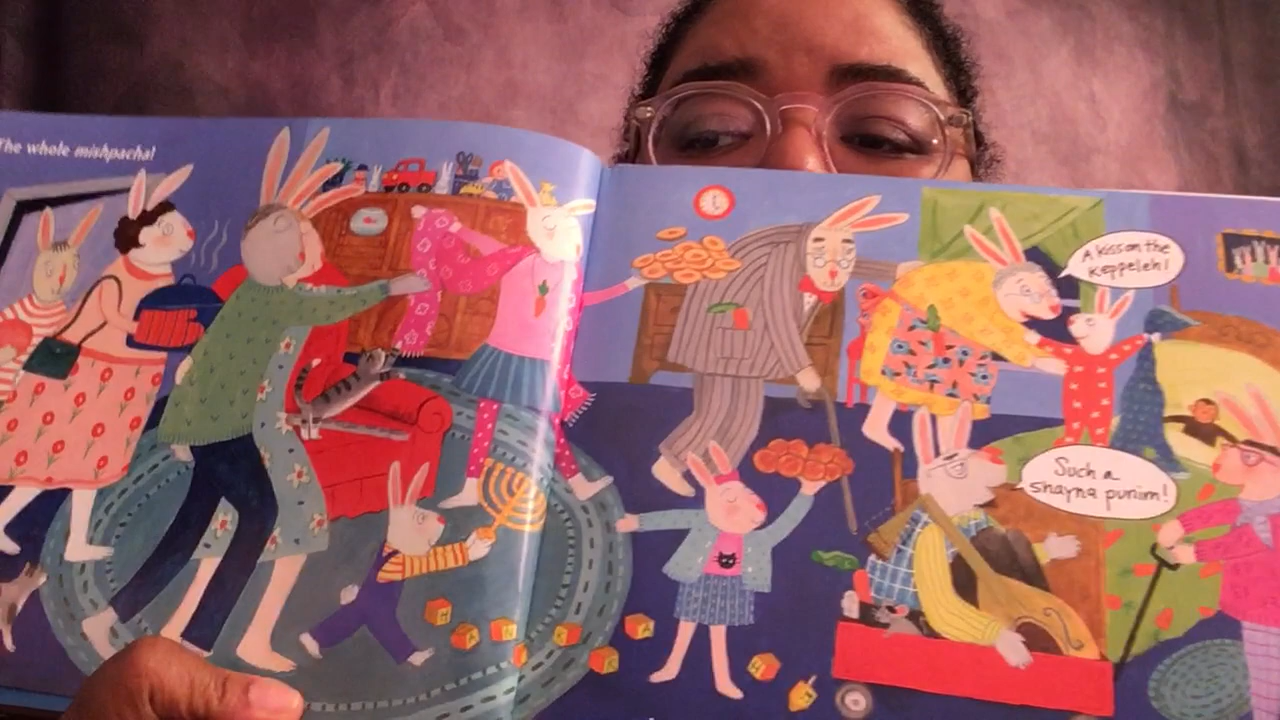 The whole mishpacha!
A kiss on the
Keppeleh!
Such a
shayna punim!